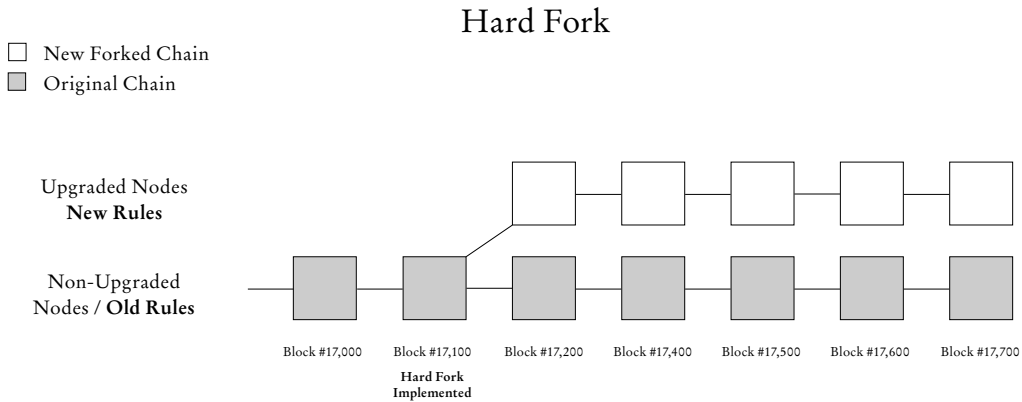 Hard Fork
New Forked Chain
Original Chain
Upgraded Nodes
New Rules
Non-Upgraded
Nodes / Old Rules
Block #17,000
Block #17,100
Block #17,200
Block #17,400
Block #17,500
Block #17,600
Block #17,700
Hard Fork
Implemented